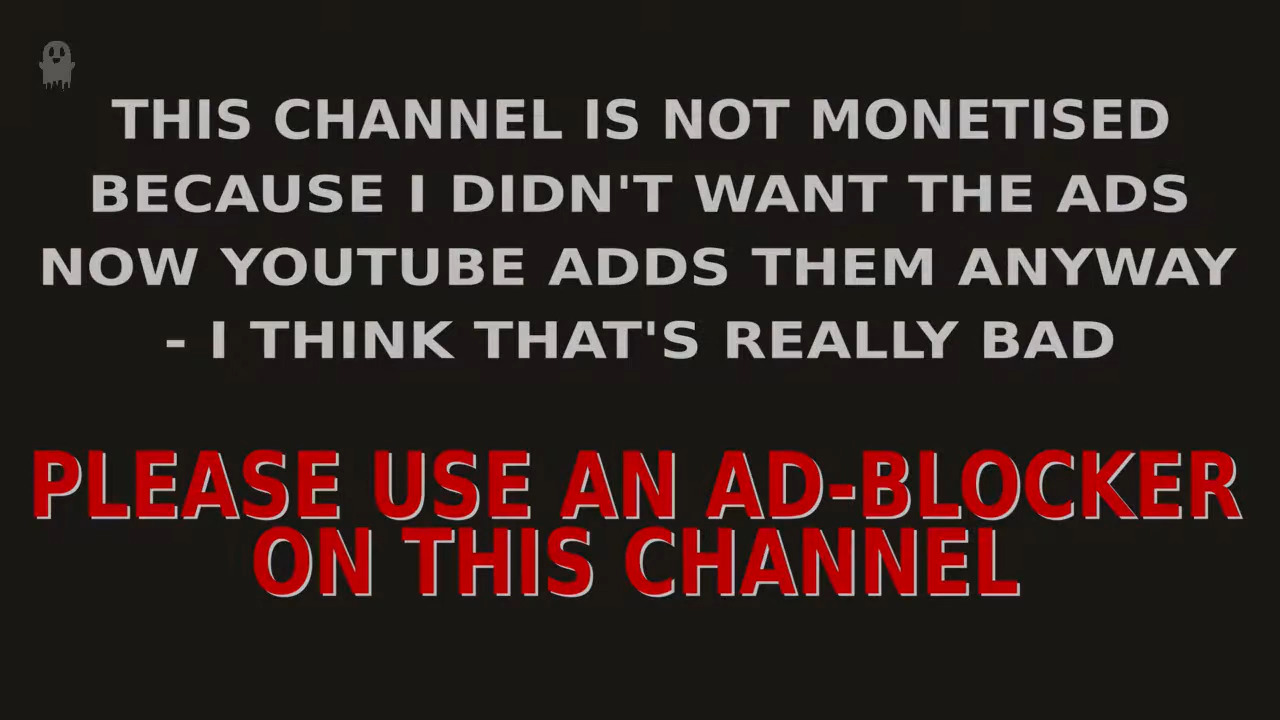 THIS CHANNEL IS NOT MONETISED
BECAUSE I DIDN'T WANT THE ADS
NOW YOUTUBE ADDS THEM ANYWAY
- I THINK THAT'S REALLY BAD
PLEASE USE AN AD-BLOCKER
ON THIS CHANNEL